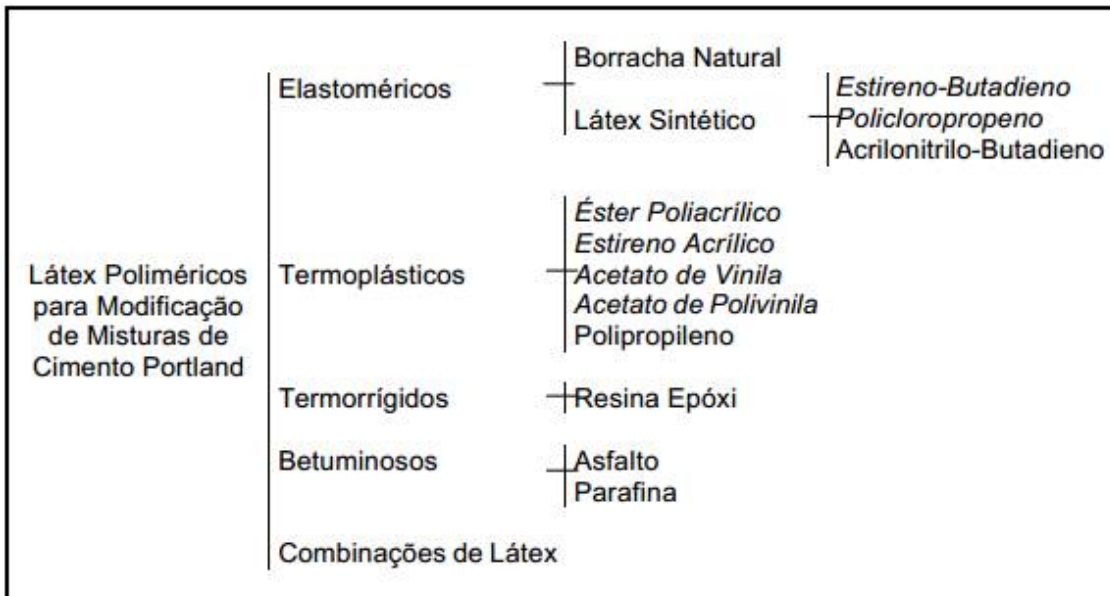 Látex Poliméricos
para Modificação
de Misturas de
Cimento Portland
Elastoméricos
Borracha Natural
Látex Sintético
Estireno-Butadieno
Policloropropeno
Acrilonitrilo-Butadieno
Termoplásticos
Éster Poliacrílico
Estireno Acrílico
Acetato de Vinila
Acetato de Polivinila
Polipropileno
Termorrígidos
Resina Epóxi
Betuminosos
Asfalto
Parafina
Combinações de Látex